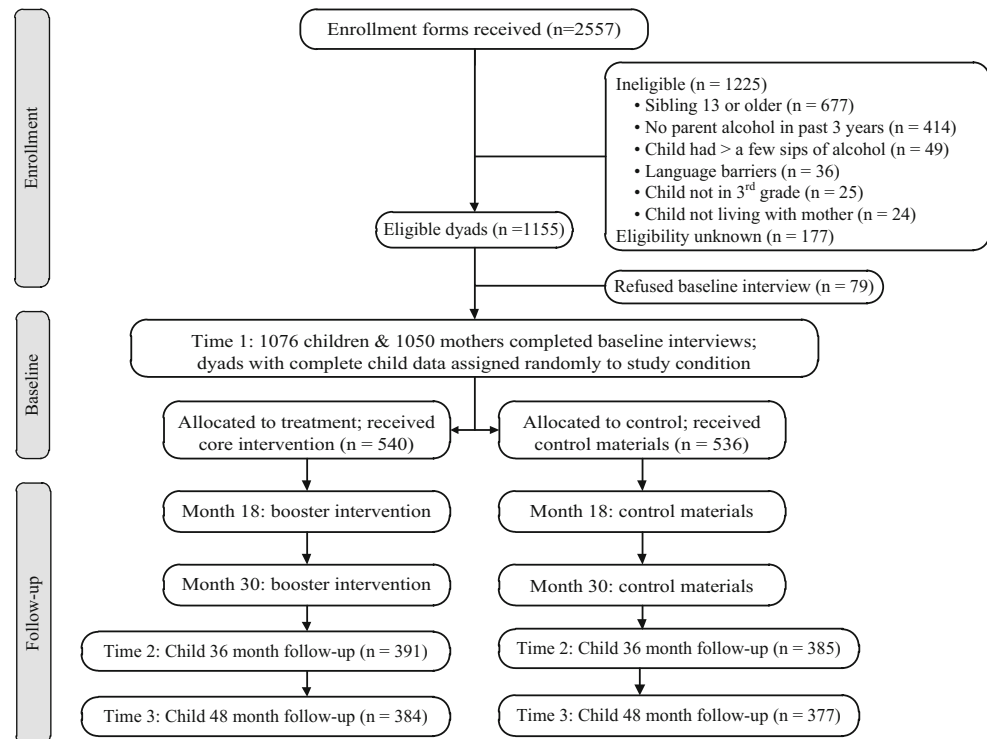 Enrollment
Enrollment forms received (n=2557)
Ineligible (n = 1225)
• Sibling 13 or older (n = 677)
• No parent alcohol in past 3 years (n = 414)
• Child had > a few sips of alcohol (n = 49)
• Language barriers (n = 36)
• Child not in 3rd grade (n = 25)
• Child not living with mother (n = 24)
Eligibility unknown (n = 177)
Eligible dyads (n =1155)
Refused baseline interview (n = 79)
Baseline
Time 1: 1076 children & 1050 mothers completed baseline interviews;
dyads with complete child data assigned randomly to study condition
Allocated to treatment; received
core intervention (n = 540)
Allocated to control; received
control materials (n = 536)
Follow-up
Month 18: booster intervention
Month 18: control materials
Month 30: booster intervention
Month 30: control materials
Time 2: Child 36 month follow-up (n = 391)
Time 2: Child 36 month follow-up (n = 385)
Time 3: Child 48 month follow-up (n = 384)
Time 3: Child 48 month follow-up (n = 377)